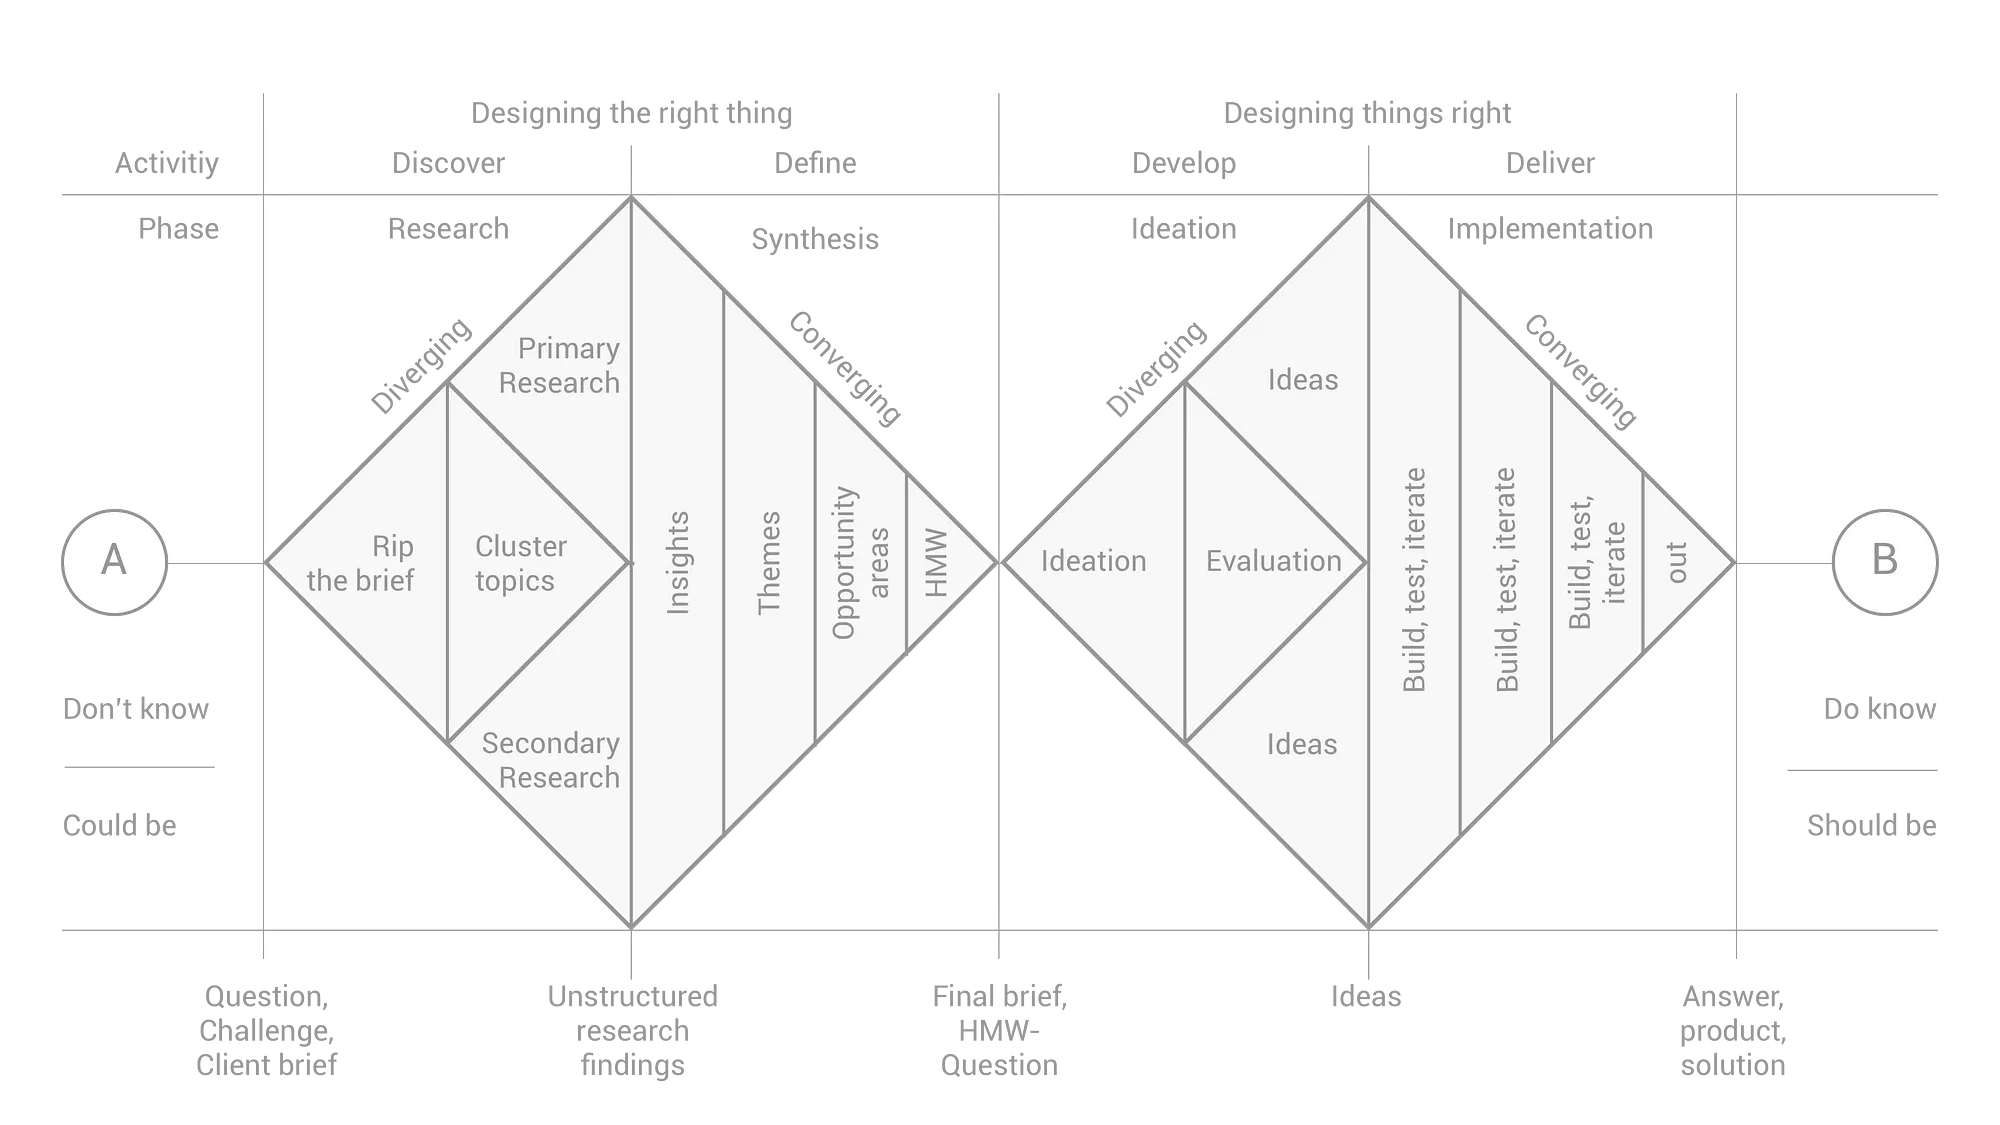 Designing the right thing
Designing things right
Activitiy
Discover
Define
Develop
Deliver
Phase
Research
Synthesis
Ideation
Implementation
Diverging
Converging
Diverging
Converging
Primary
Research
Ideas
A
Rip
the brief
Cluster
topics
Insights
Themes
Opportunity
areas
HMW
Ideation
Evaluation
Build, test, iterate
Build, test, iterate
Build, test,
iterate
out
B
Secondary
Research
Ideas
Don't know
Could be
Do know
Should be
Question,
Challenge,
Client brief
Unstructured
research
findings
Final brief,
HMW-
Question
Ideas
Answer,
product,
solution